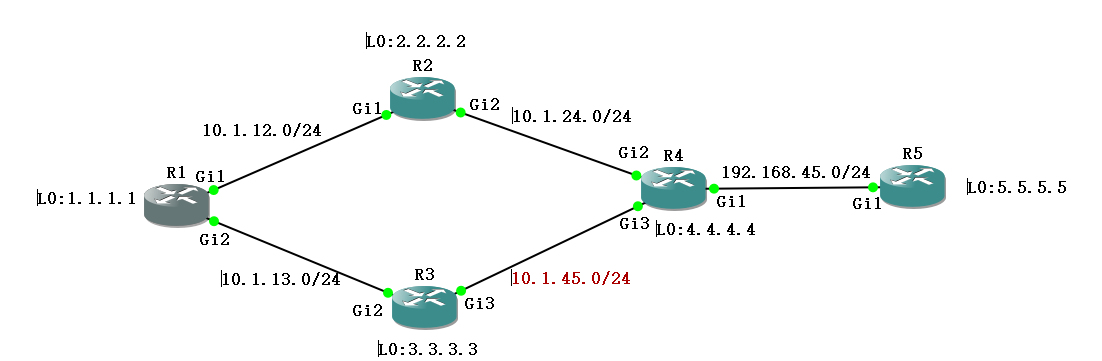 L0:2.2.2.2
R2
Gi1
Gi2
10.1.12.0/24
10.1.24.0/24
R1
Gi1
L0:1.1.1.1
Gi2
Gi2
R4
192.168.45.0/24
R5
Gi1
Gi1
L0:5.5.5.5
Gi3
L0:4.4.4.4
10.1.13.0/24
R3
10.1.45.0/24
Gi2
Gi3
L0:3.3.3.3